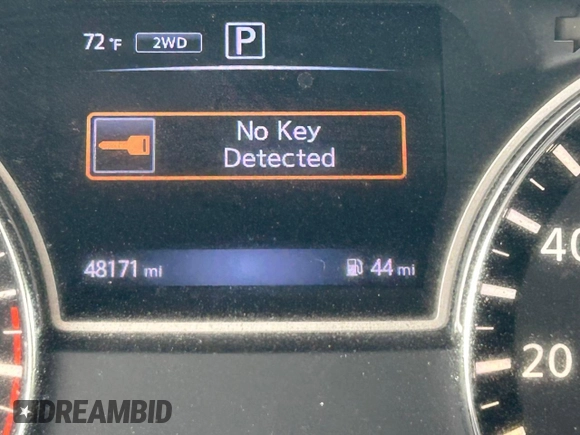 72 °F 2WD P
No Key
Detected
48171 mi 44 mi
40
20
DREAMBID